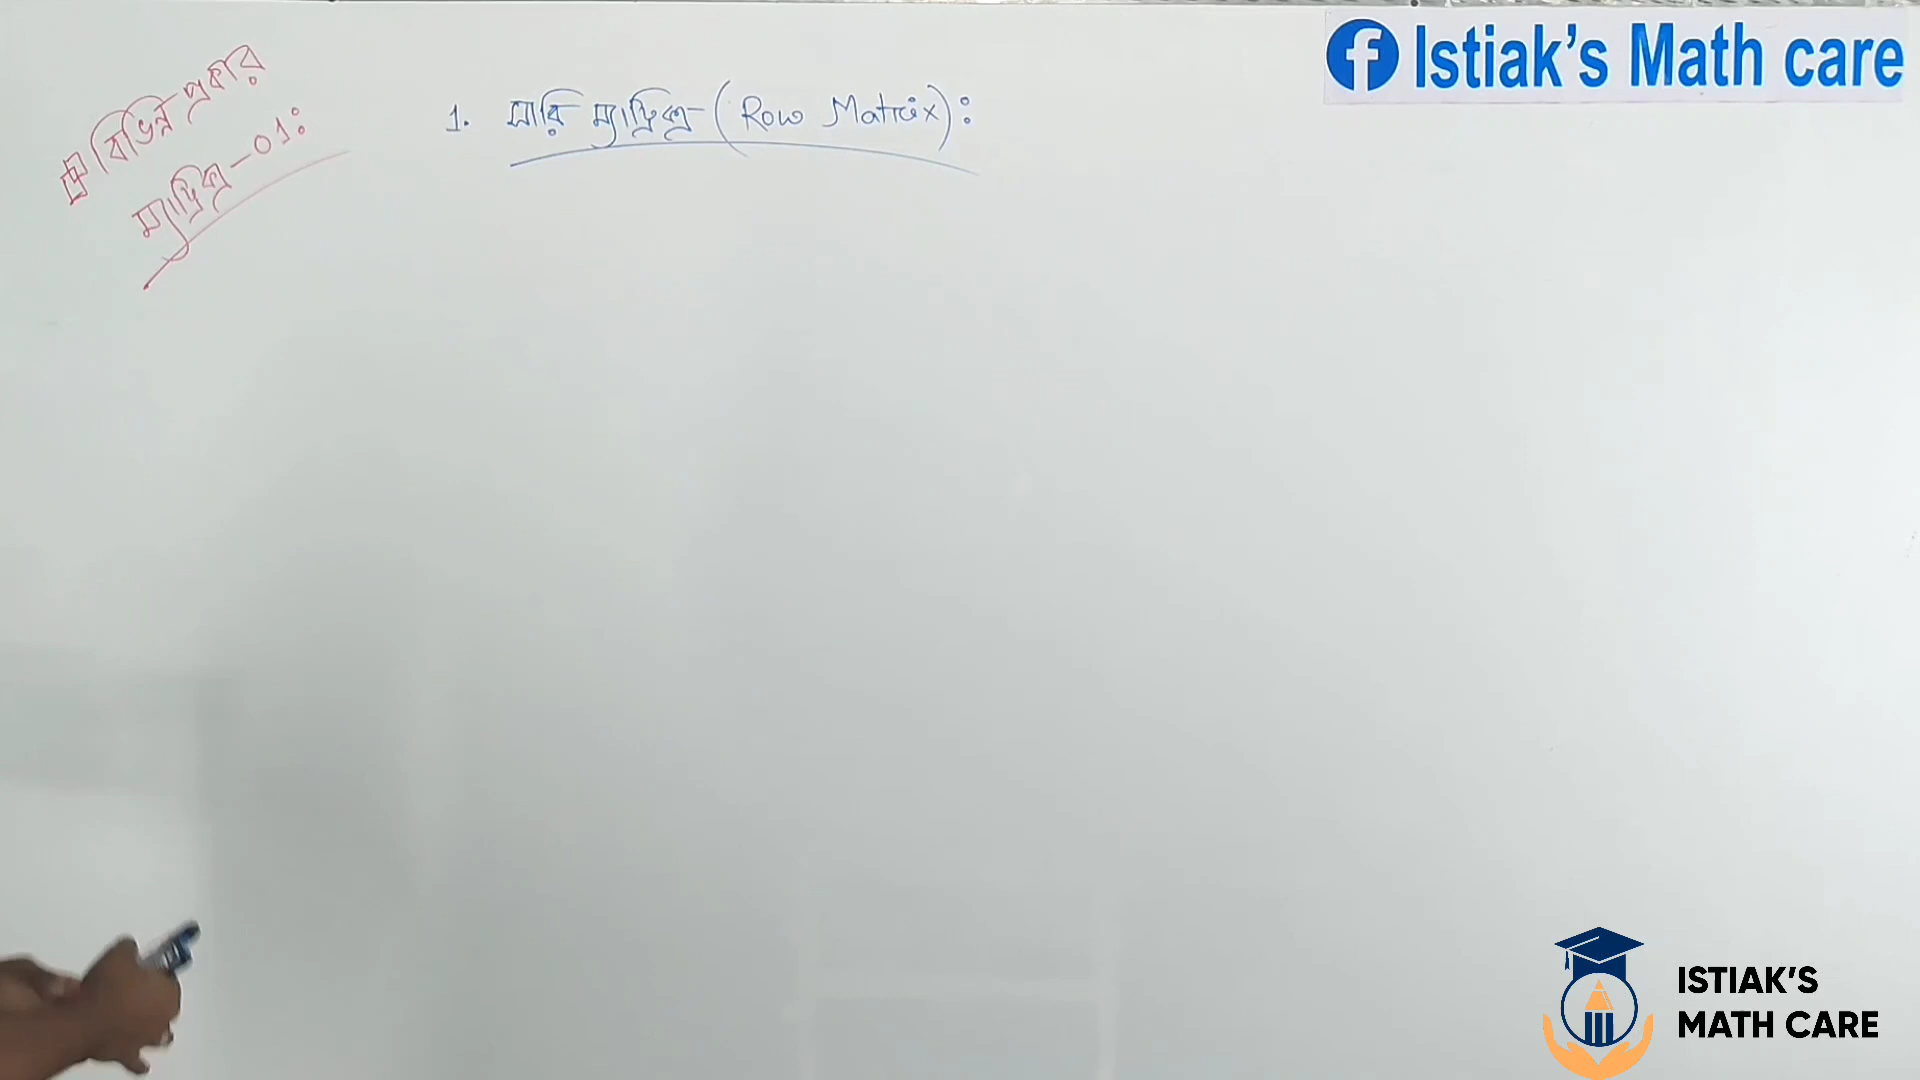 বিভিন্ন প্রকার
ম্যাট্রিক্স-01:
1. সারি ম্যাট্রিক্স (Row Matrix):
Istiak's Math care
ISTIAK'S
MATH CARE